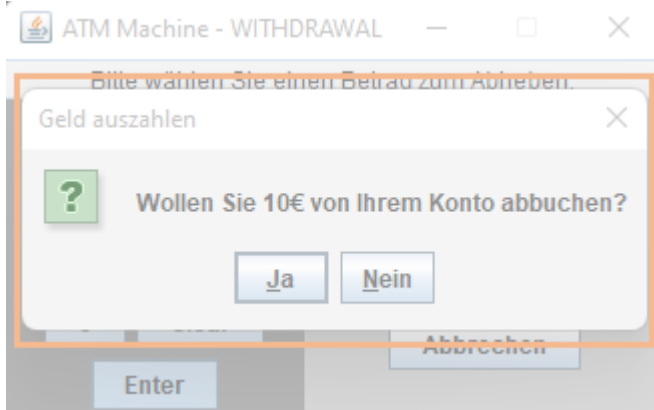 ATM Machine - WITHDRAWAL
Bitte wählen Sie einen Betrag zum Abheben.
Geld auszahlen
?
Wollen Sie 10€ von Ihrem Konto abbuchen?
Ja
Nein
Clear
Abbrechen
Enter